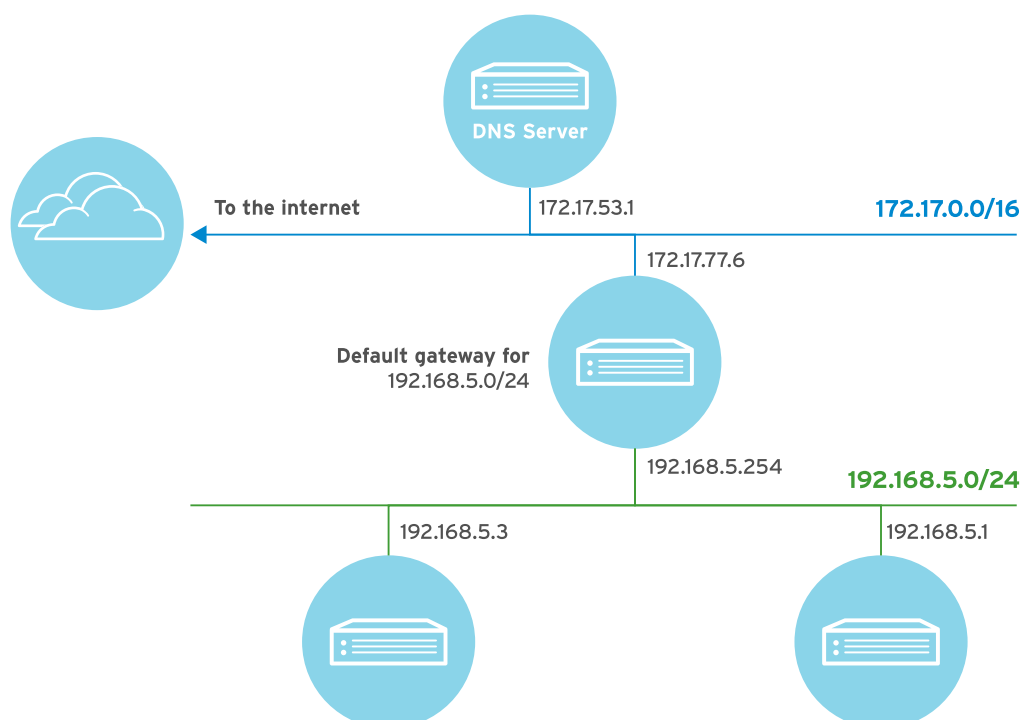 DNS Server
To the internet
172.17.53.1
172.17.0.0/16
172.17.77.6
Default gateway for
192.168.5.0/24
192.168.5.254
192.168.5.0/24
192.168.5.3
192.168.5.1